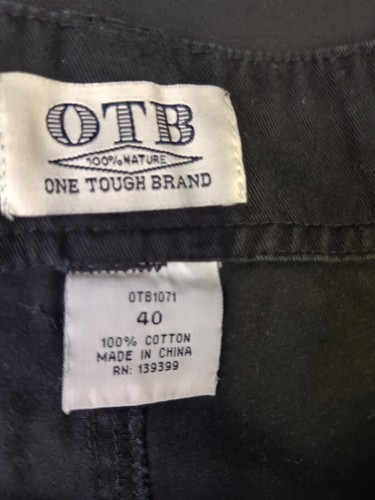 OTB
100% NATURE
ONE TOUGH BRAND
OTB1071
40
100% COTTON
MADE IN CHINA
RN: 139399